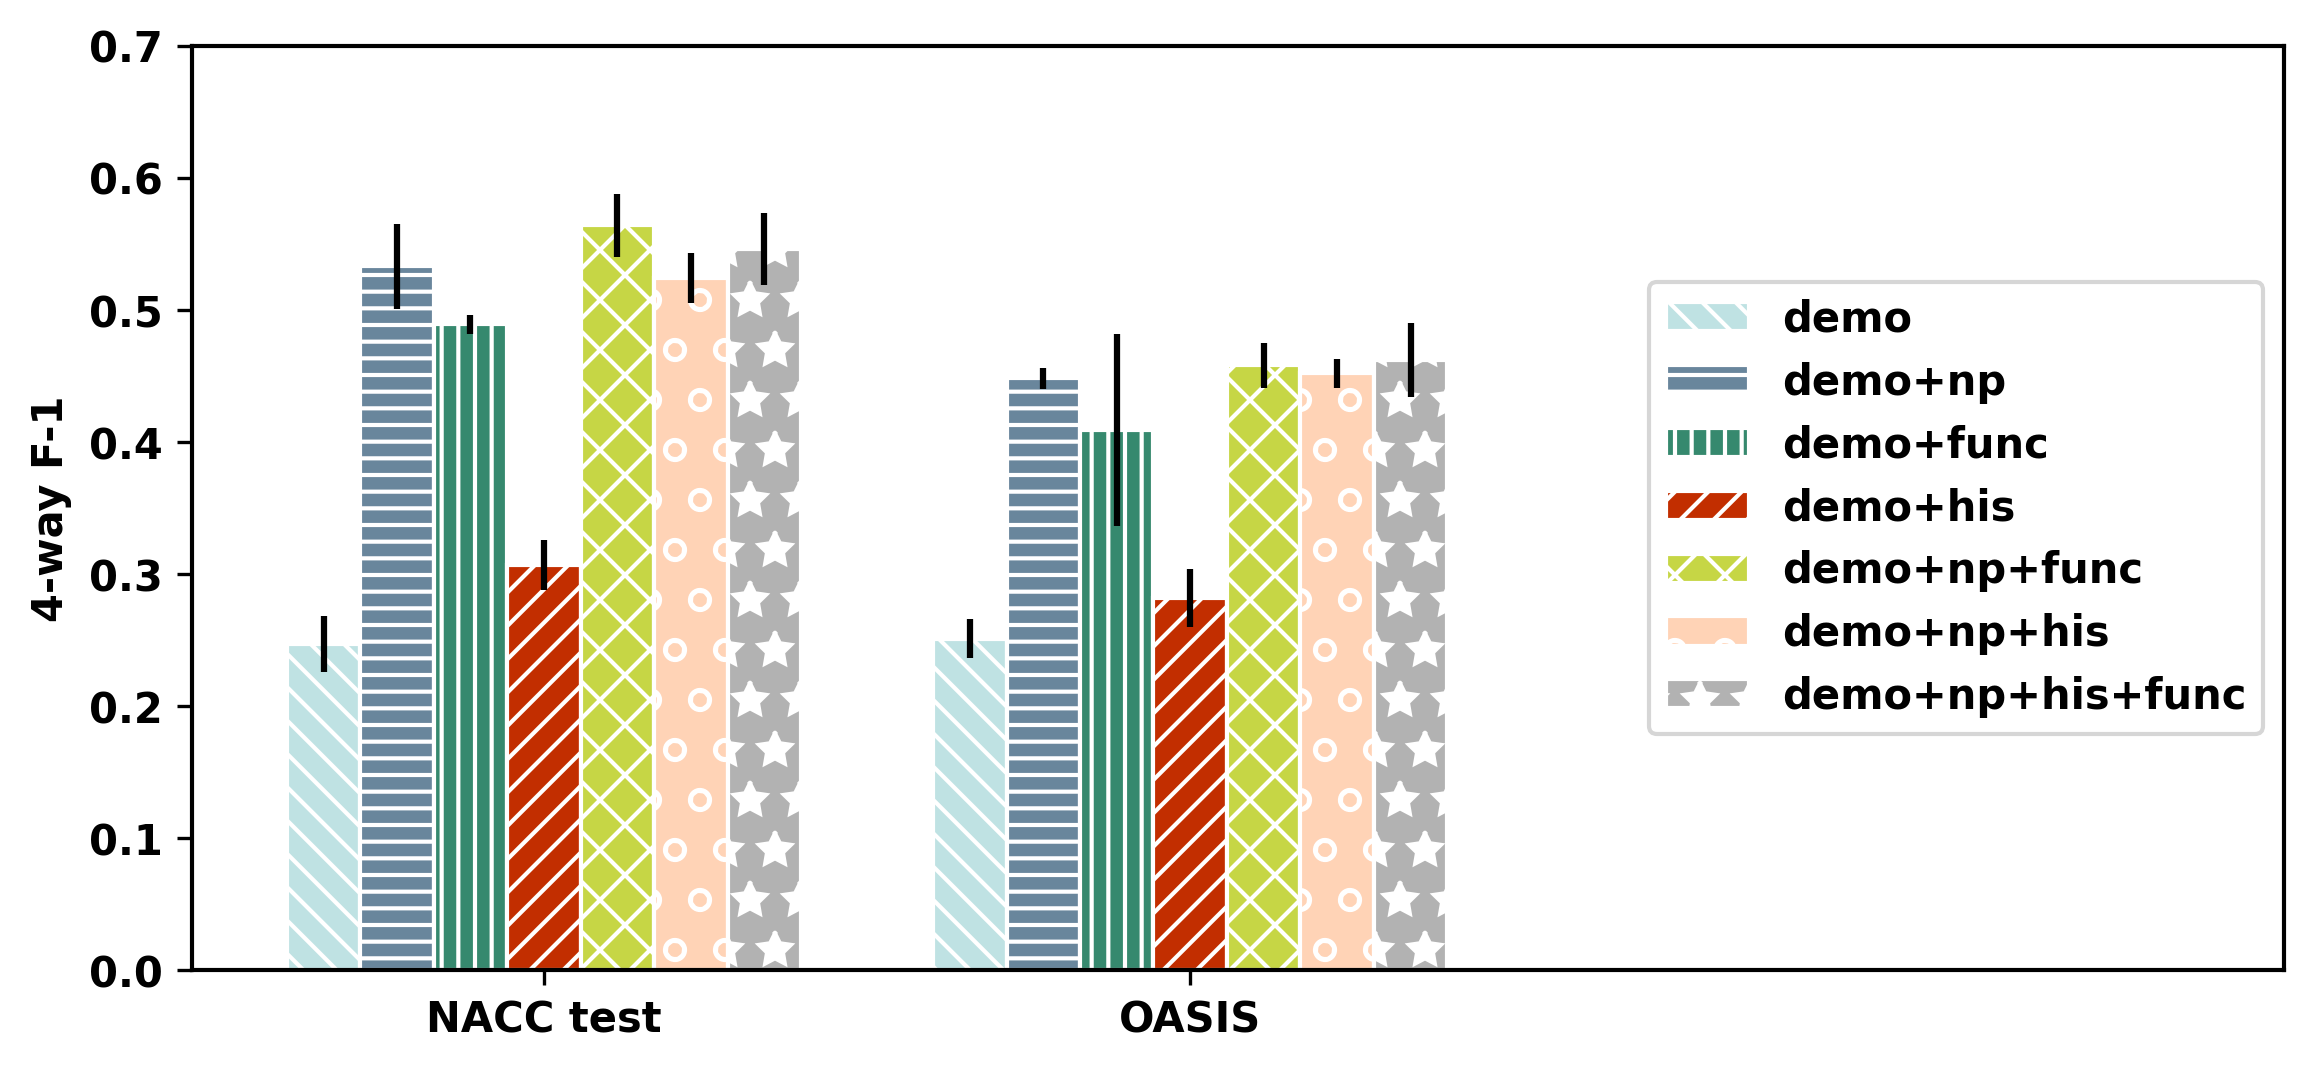 4-way F-1
0.7
0.6
0.5
0.4
0.3
0.2
0.1
0.0
NACC test
OASIS
demo
demo+np
demo+func
demo+his
demo+np+func
demo+np+his
demo+np+his+func